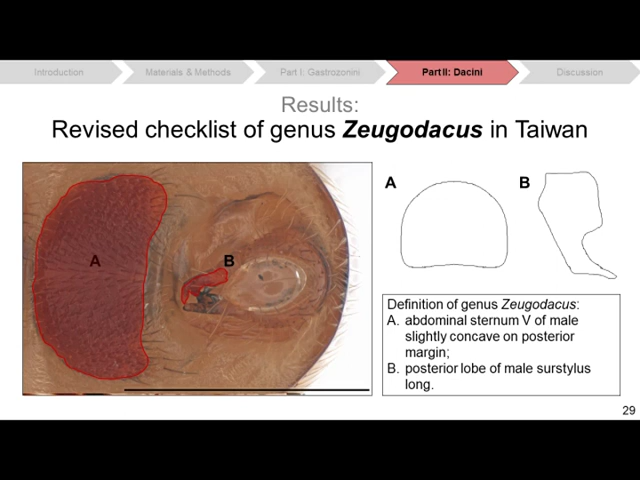 Introduction
Materials & Methods
Part I: Gastrozonini
Part II: Dacini
Discussion
Results:
Revised checklist of genus Zeugodacus in Taiwan
A
B
A
B
Definition of genus Zeugodacus:
A. abdominal sternum V of male
slightly concave on posterior
margin;
B. posterior lobe of male surstylus
long.
29